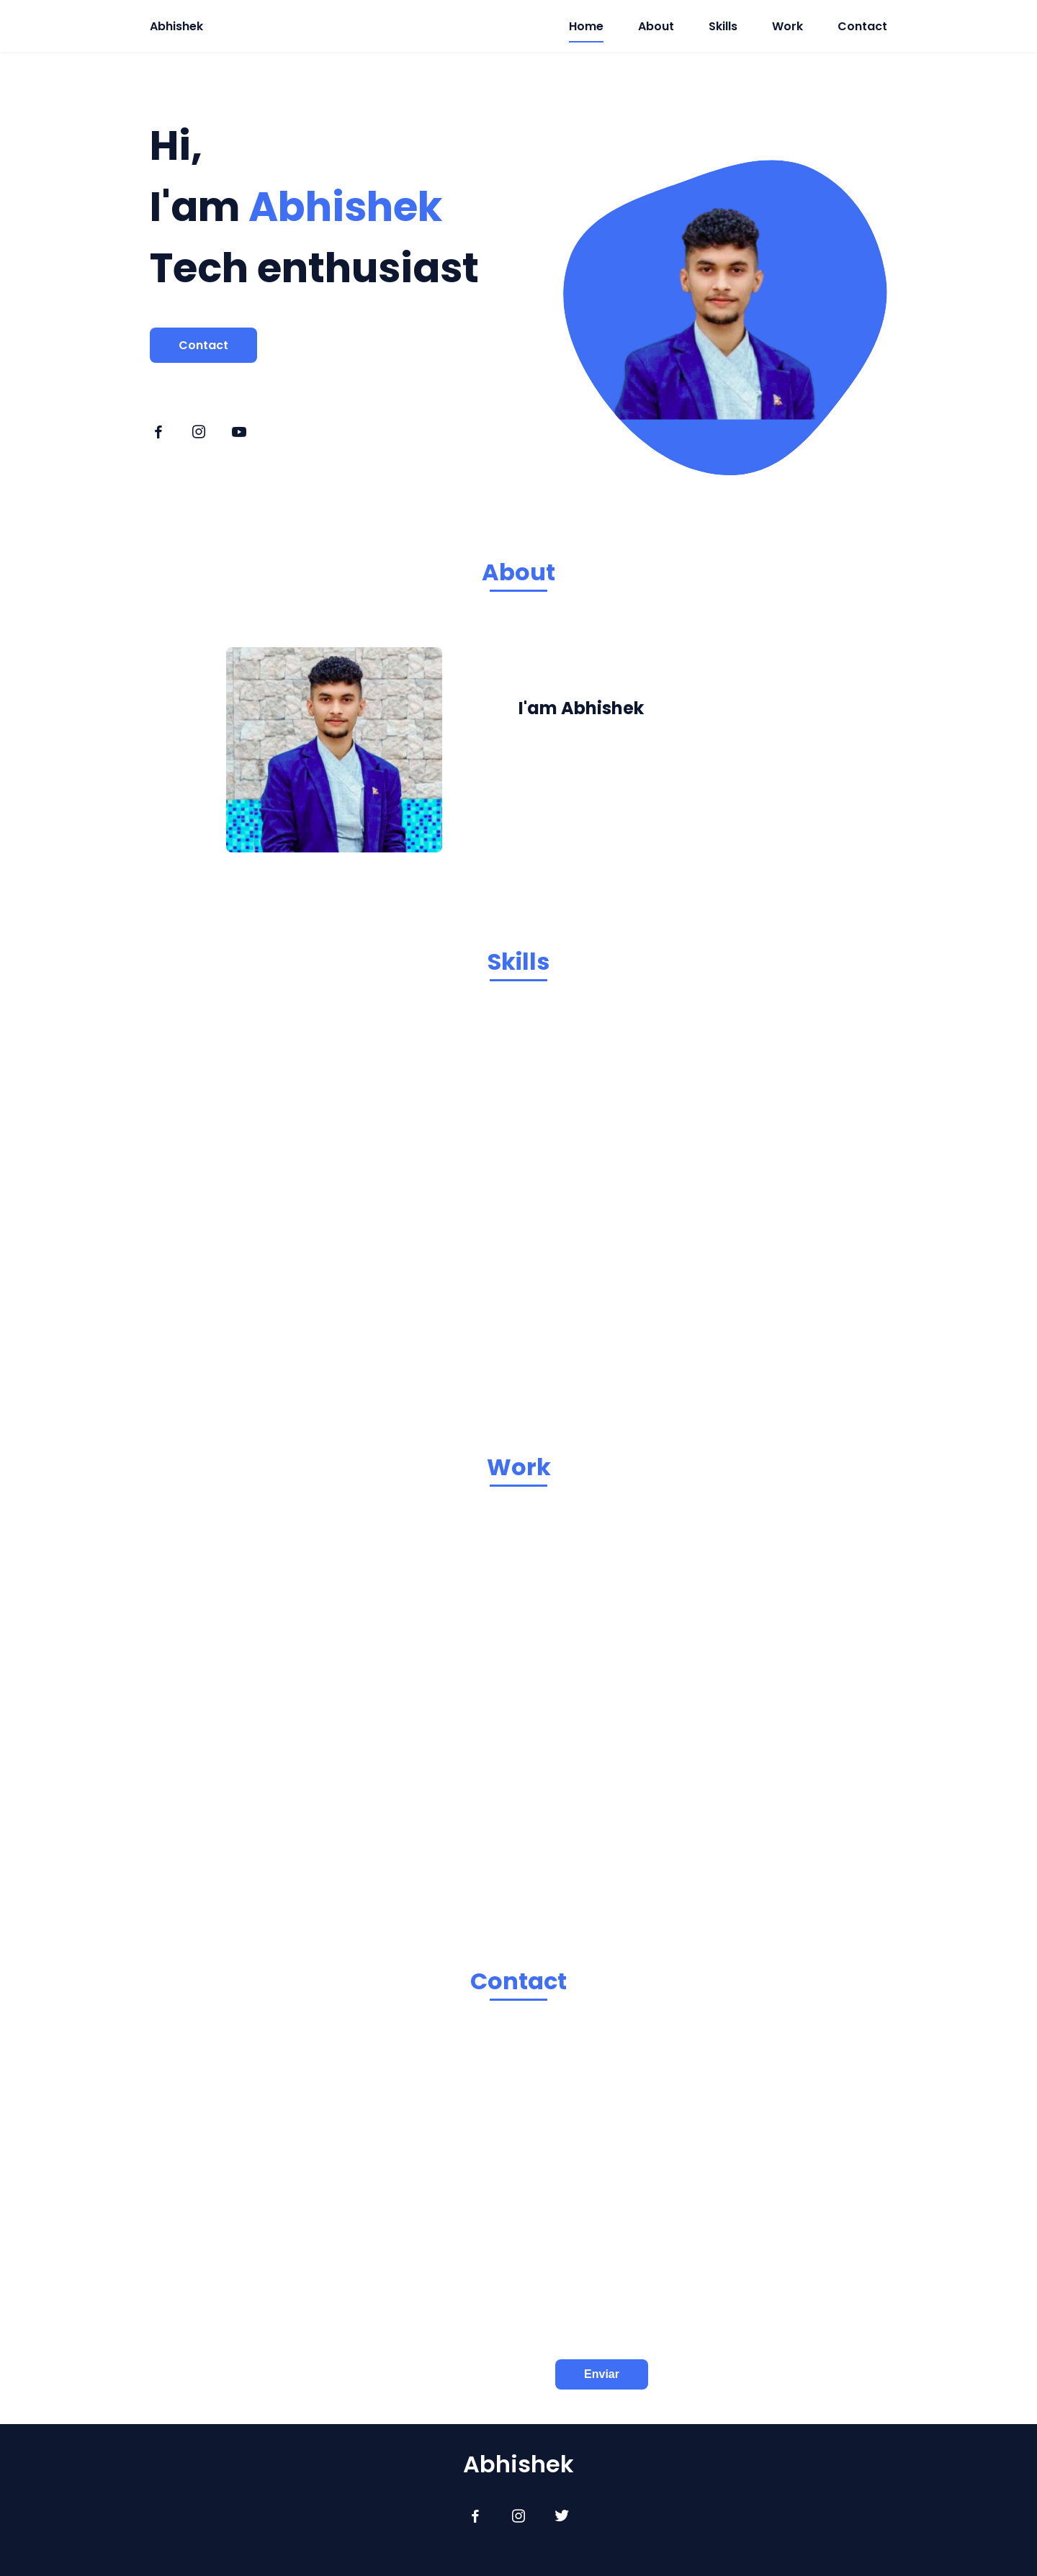 Abhishek
Home About Skills Work Contact
Hi,
I'am Abhishek
Tech enthusiast
Contact
About
I'am Abhishek
Skills
Work
Contact
Enviar
Abhishek